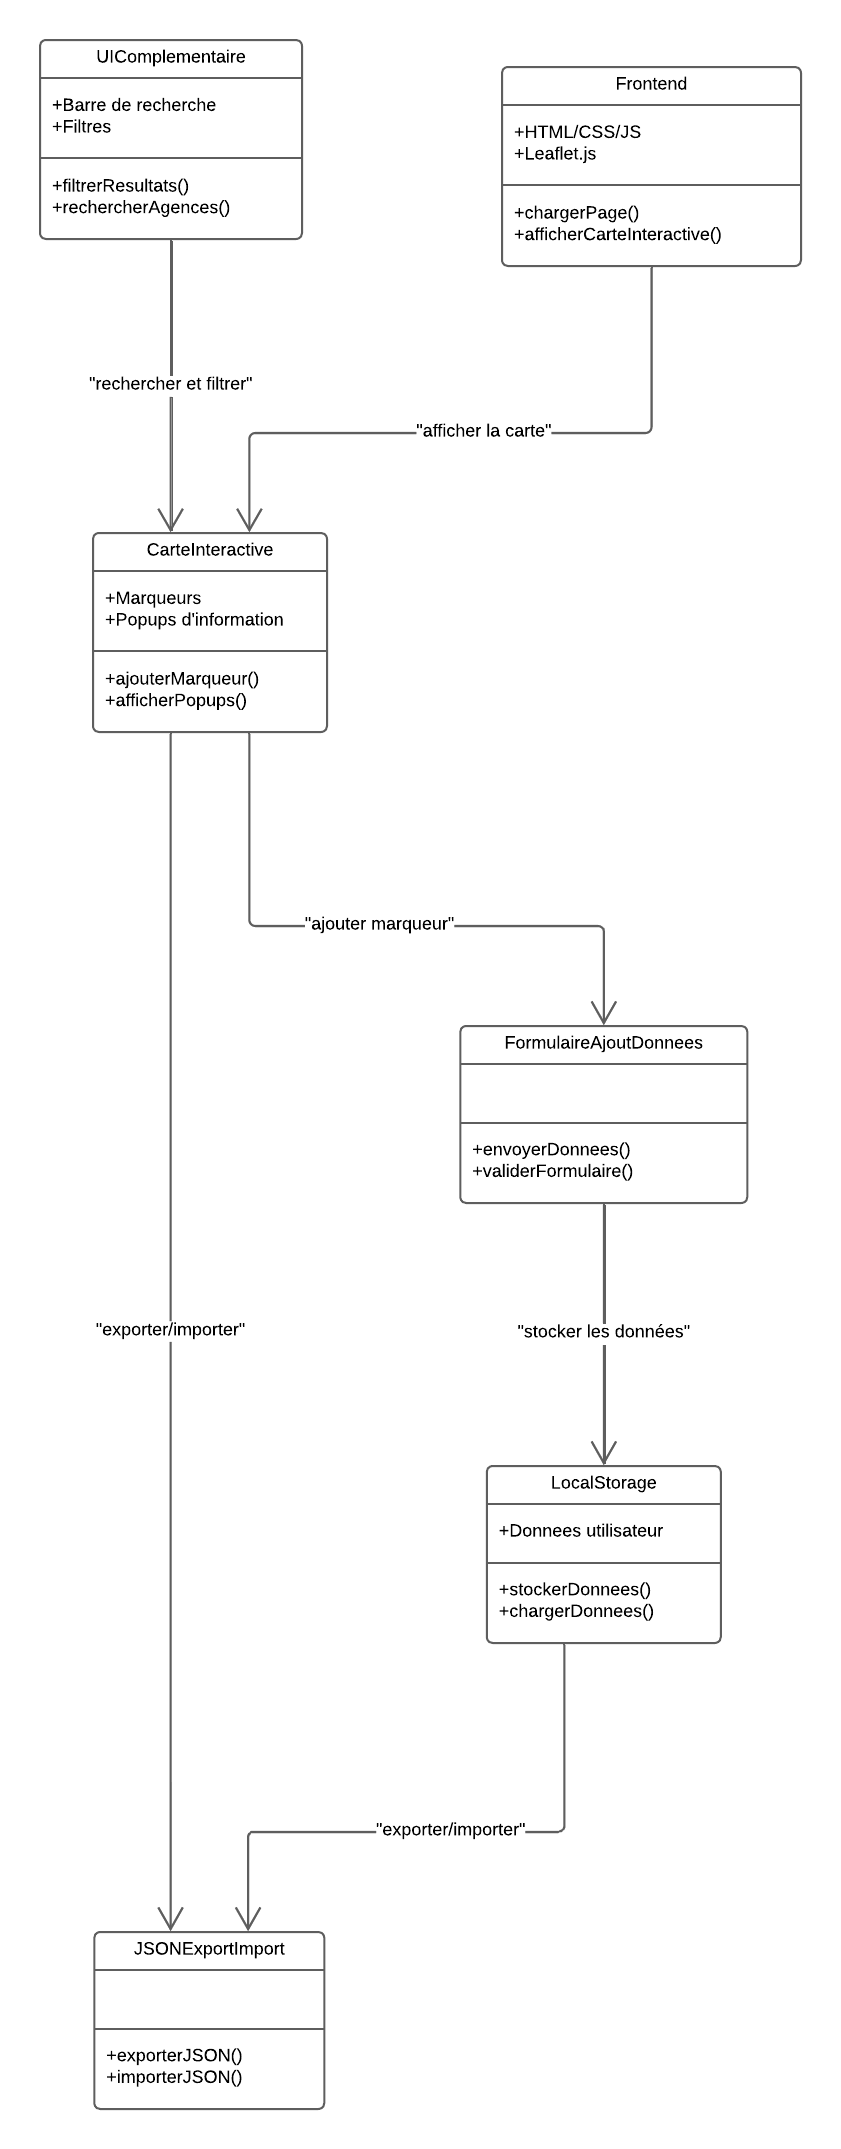 UIComplementaire
+Barre de recherche
+Filtres
+filtrerResultats()
+rechercherAgences()
Frontend
+HTML/CSS/JS
+Leaflet.js
+chargerPage()
+afficherCarteInteractive()
"rechercher et filtrer"
"afficher la carte"
CarteInteractive
+Marqueurs
+Popups d'information
+ajouterMarqueur()
+afficherPopups()
"ajouter marqueur"
FormulaireAjoutDonnees
+envoyerDonnees()
+validerFormulaire()
"exporter/importer"
"stocker les données"
LocalStorage
+Donnees utilisateur
+stockerDonnees()
+chargerDonnees()
"exporter/importer"
JSONExportImport
+exporterJSON()
+importerJSON()